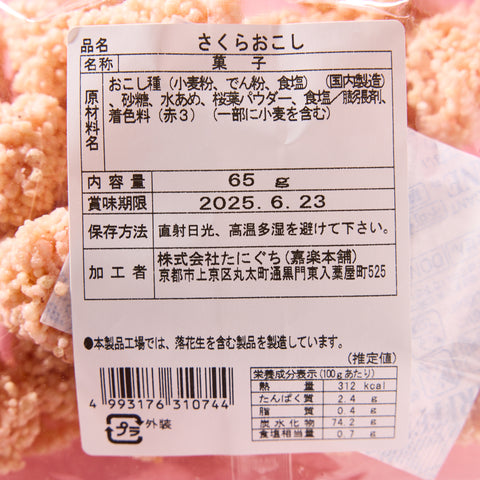 品名 さくらおこし
名称 菓子
原材料名 おこし種（小麦粉、でん粉、食塩）（国内製造）
、砂糖、水あめ、桜葉パウダー、食塩／膨張剤、
着色料（赤３）（一部に小麦を含む）
内容量 65 g
賞味期限 2025.6.23
保存方法 直射日光、高温多湿を避けて下さい。
加工者 株式会社たにぐち（嘉楽本舗）
京都市上京区丸太町通黒門東入藁屋町525
●本製品工場では、落花生を含む製品を製造しています。
（推定値）
栄養成分表示（100gあたり）
熱量 312 kcal
たんぱく質 2.4 g
脂質 0.4 g
炭水化物 74.2 g
食塩相当量 0.7 g
4 993176 310744
プラ 外装